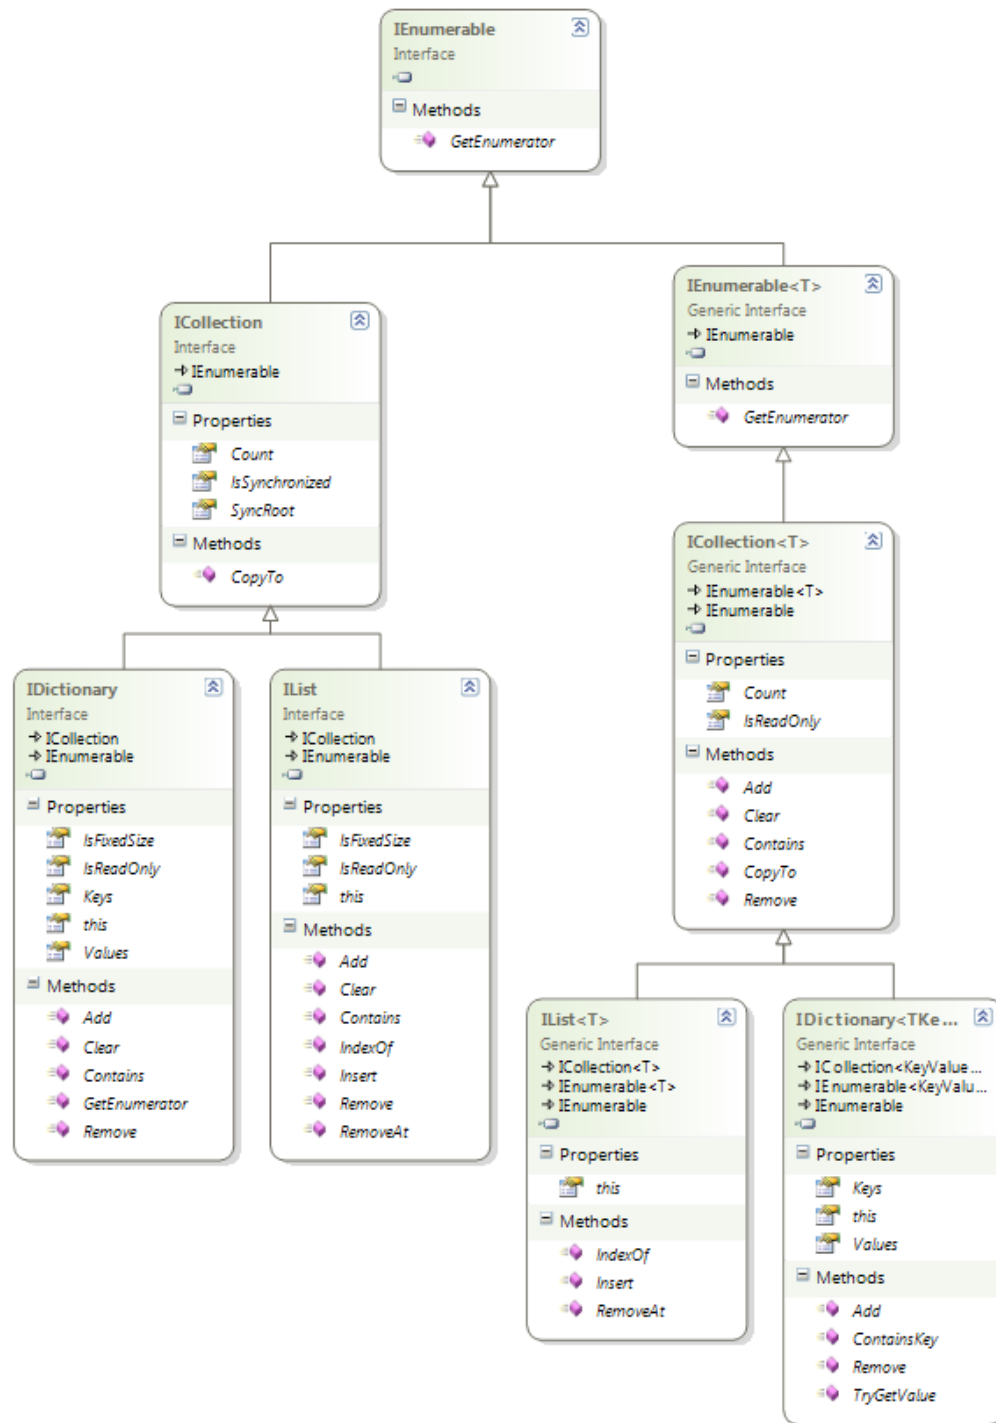 IEnumerable
Interface
Methods
GetEnumerator
ICollection
Interface
IEnumerable
Properties
Count
IsSynchronized
SyncRoot
Methods
CopyTo
IEnumerable<T>
Generic Interface
IEnumerable
Methods
GetEnumerator
ICollection<T>
Generic Interface
IEnumerable<T>
IEnumerable
Properties
Count
IsReadOnly
Methods
Add
Clear
Contains
CopyTo
Remove
IDictionary
Interface
ICollection
IEnumerable
Properties
IsFixedSize
IsReadOnly
Keys
this
Values
Methods
Add
Clear
Contains
GetEnumerator
Remove
IList
Interface
ICollection
IEnumerable
Properties
IsFixedSize
IsReadOnly
this
Methods
Add
Clear
Contains
IndexOf
Insert
Remove
RemoveAt
IList<T>
Generic Interface
ICollection<T>
IEnumerable<T>
IEnumerable
Properties
this
Methods
IndexOf
Insert
RemoveAt
IDictionary<TKe...
Generic Interface
ICollection<KeyValue...
IEnumerable<KeyValu...
IEnumerable
Properties
Keys
this
Values
Methods
Add
ContainsKey
Remove
TryGetValue